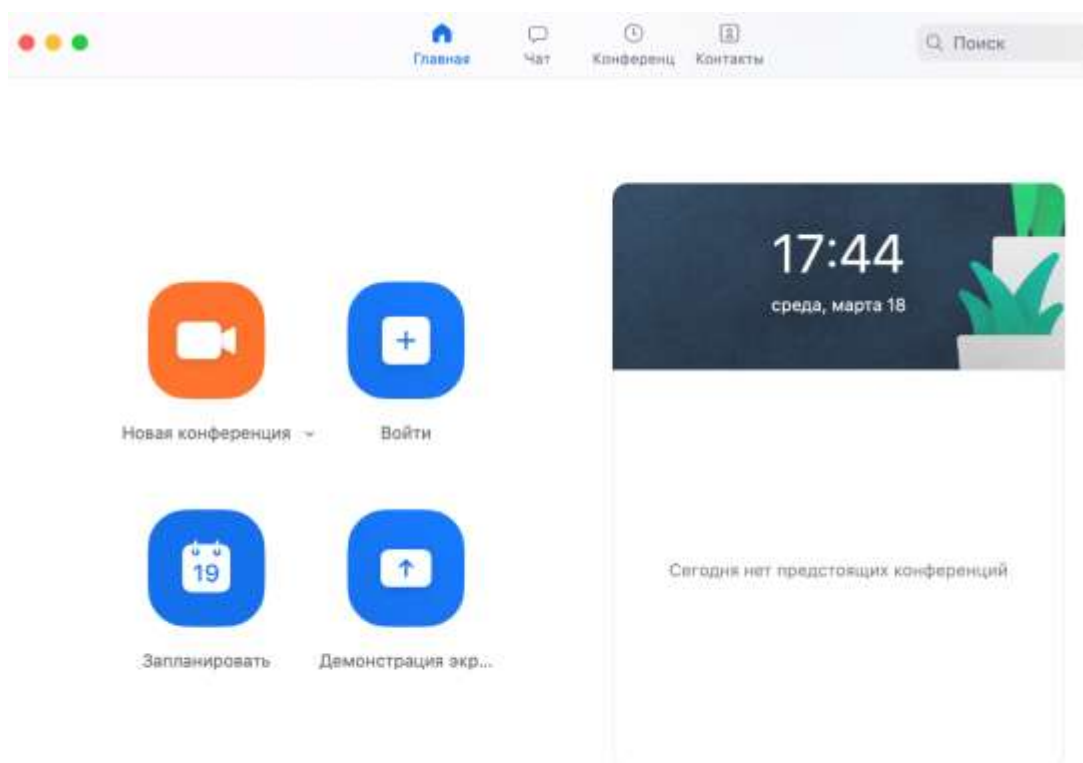 Главная
Чат
Конференц
Контакты
Поиск
17:44
среда, марта 18
Новая конференция
Войти
19
Запланировать
Демонстрация экр...
Сегодня нет предстоящих конференций